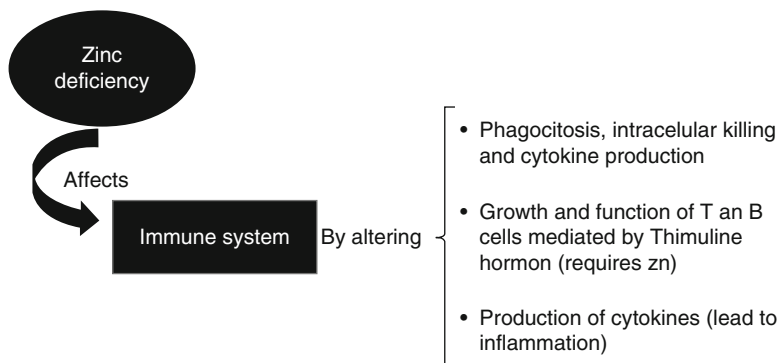 Zinc
deficiency
Affects
Immune system
By altering
• Phagocitosis, intracelular killing
and cytokine production
• Growth and function of T an B
cells mediated by Thimuline
hormon (requires zn)
• Production of cytokines (lead to
inflammation)